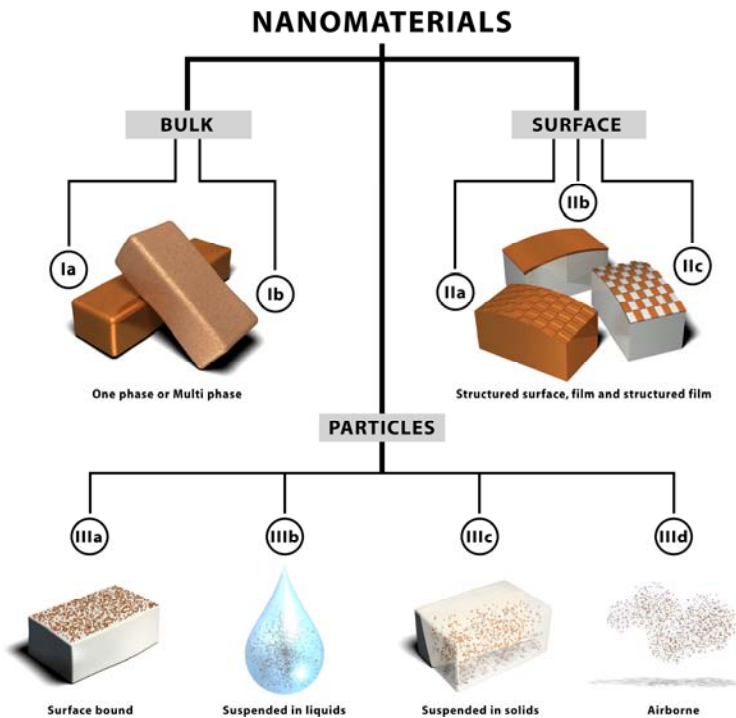 NANOMATERIALS
BULK
SURFACE
Ia
Ib
IIa
IIb
IIc
One phase or Multi phase
Structured surface, film and structured film
PARTICLES
IIIa
IIIb
IIIc
IIId
Surface bound
Suspended in liquids
Suspended in solids
Airborne